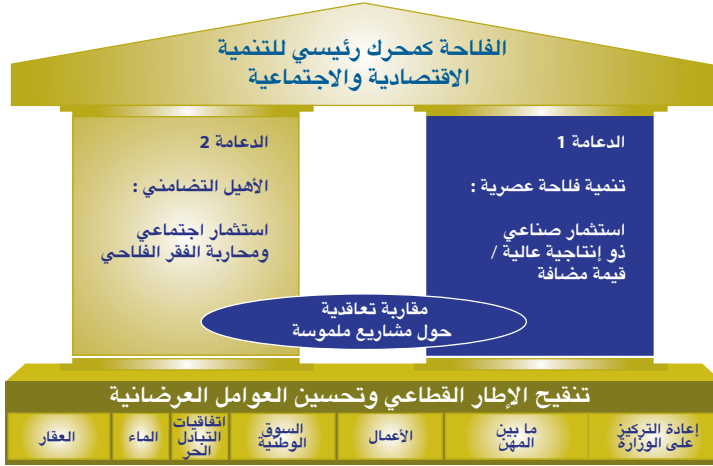 الفلاحة كمحرك رئيسي للتنمية
الاقتصادية والاجتماعية
الدعامة 1
تنمية فلاحة عصرية :
استثمار صناعي
ذو إنتاجية عالية /
قيمة مضافة
الدعامة 2
الأهيل التضامني :
استثمار اجتماعي
ومحاربة الفقر الفلاحي
مقاربة تعاقدية
حول مشاريع ملموسة
تنقيح الإطار القطاعي وتحسين العوامل العرضانية
إعادة التركيز
على الوزارة
ما بين
المهن
الأعمال
السوق
الوطنية
اتفاقيات
التبادل
الحر
الماء
العقار